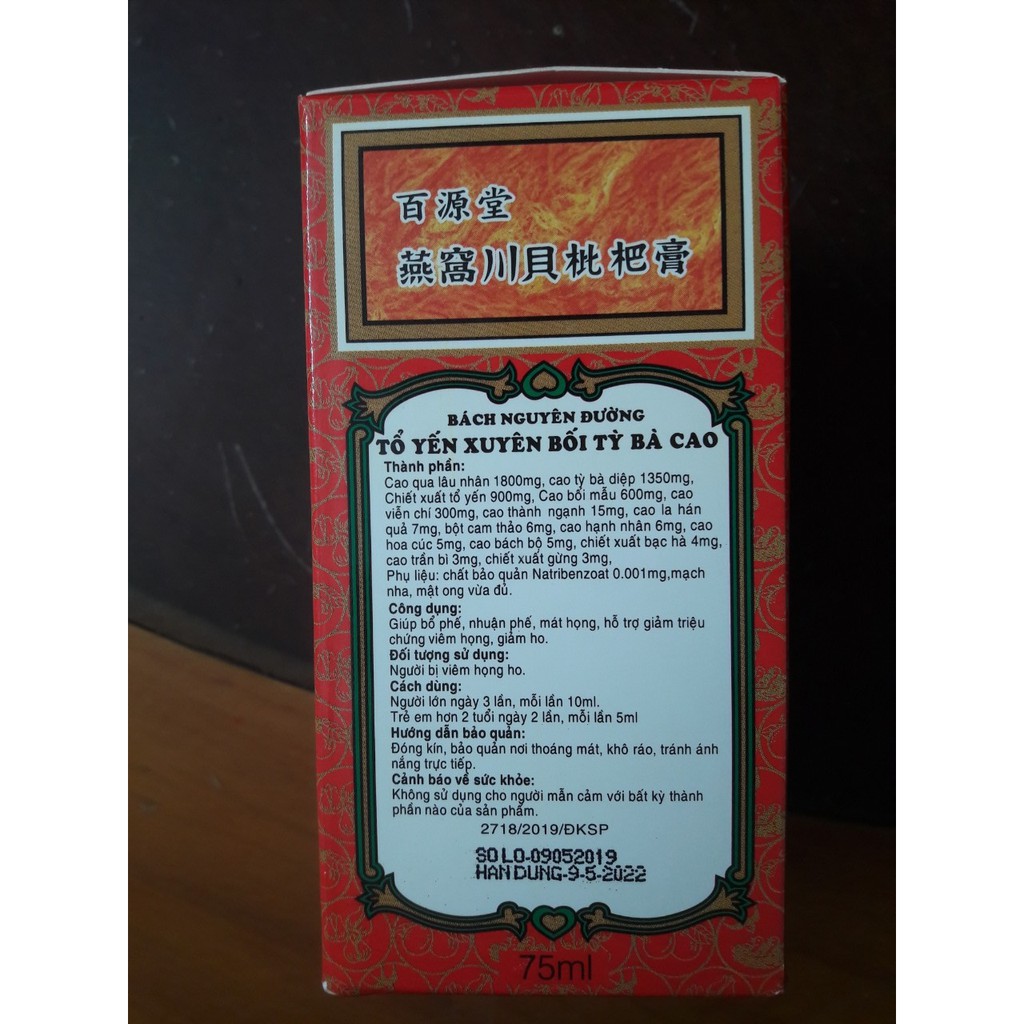 百源堂
燕窩川貝枇杷膏
BÁCH NGUYÊN ĐƯỜNG
TỔ YẾN XUYÊN BỐI TỲ BÀ CAO
Thành phần:
Cao qua lâu nhân 1800mg, cao tỳ bà diệp 1350mg,
Chiết xuất tổ yến 900mg, Cao bối mẫu 600mg, cao
viễn chí 300mg, cao thành ngạnh 15mg, cao la hán
quả 7mg, bột cam thảo 6mg, cao hạnh nhân 6mg, cao
hoa cúc 5mg, cao bách bộ 5mg, chiết xuất bạc hà 4mg,
cao trần bì 3mg, chiết xuất gừng 3mg,
Phụ liệu: chất bảo quản Natribenzoat 0.001mg,mạch
nha, mật ong vừa đủ.
Công dụng:
Giúp bổ phế, nhuận phế, mát họng, hỗ trợ giảm triệu
chứng viêm họng, giảm ho.
Đối tượng sử dụng:
Người bị viêm họng ho.
Cách dùng:
Người lớn ngày 3 lần, mỗi lần 10ml.
Trẻ em hơn 2 tuổi ngày 2 lần, mỗi lần 5ml
Hướng dẫn bảo quản:
Đóng kín, bảo quản nơi thoáng mát, khô ráo, tránh ánh
nắng trực tiếp.
Cảnh báo về sức khỏe:
Không sử dụng cho người mẫn cảm với bất kỳ thành
phần nào của sản phẩm.
2718/2019/ĐKSP
SO LO-09052019
HAN DUNG-9-5-2022
75ml